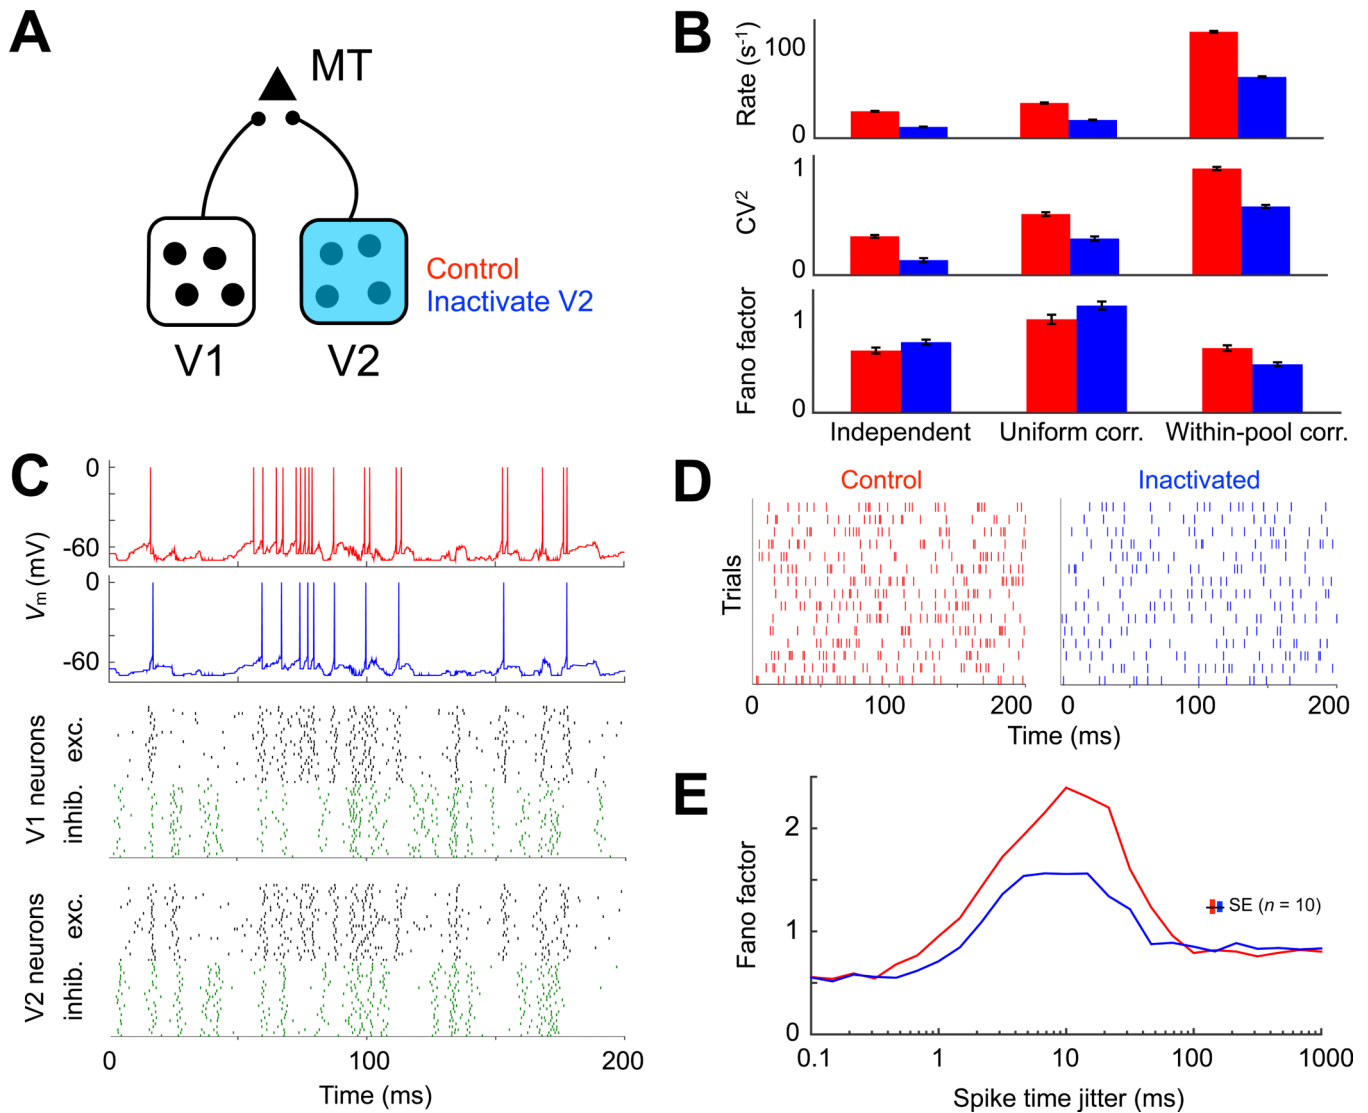 A
MT
V1
V2
Control
Inactivate V2
B
Rate (s⁻¹)
100
0
CV²
1
0
Fano factor
1
0
Independent
Uniform corr.
Within-pool corr.
C
Vm (mV)
0
-60
0
-60
V1 neurons
exc.
inhib.
V2 neurons
exc.
inhib.
0
100
200
Time (ms)
D
Control
Inactivated
Trials
0
100
200
0
100
200
Time (ms)
E
Fano factor
2
1
0
SE (n = 10)
0.1
1
10
100
1000
Spike time jitter (ms)